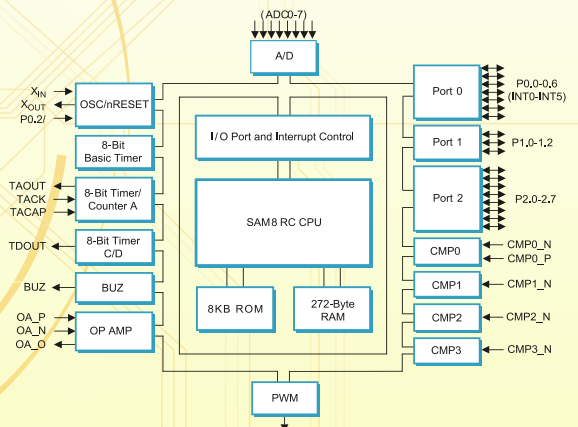 (ADC0-7)
A/D
XIN
XOUT
P0.2/
OSC/nRESET
8-Bit
Basic Timer
TAOUT
TACK
TACAP
8-Bit Timer/
Counter A
TDOUT
8-Bit Timer
C/D
BUZ
BUZ
OA_P
OA_N
OA_O
OP AMP
I/O Port and Interrupt Control
SAM8 RC CPU
8KB ROM
272-Byte
RAM
PWM
Port 0
P0.0-0.6
(INT0-INT5)
Port 1
P1.0-1.2
Port 2
P2.0-2.7
CMP0
CMP0_N
CMP0_P
CMP1
CMP1_N
CMP2
CMP2_N
CMP3
CMP3_N